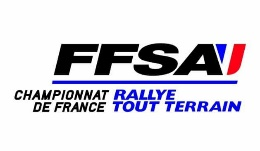 FFSA
CHAMPIONNAT RALLYE
DE FRANCE TOUT TERRAIN